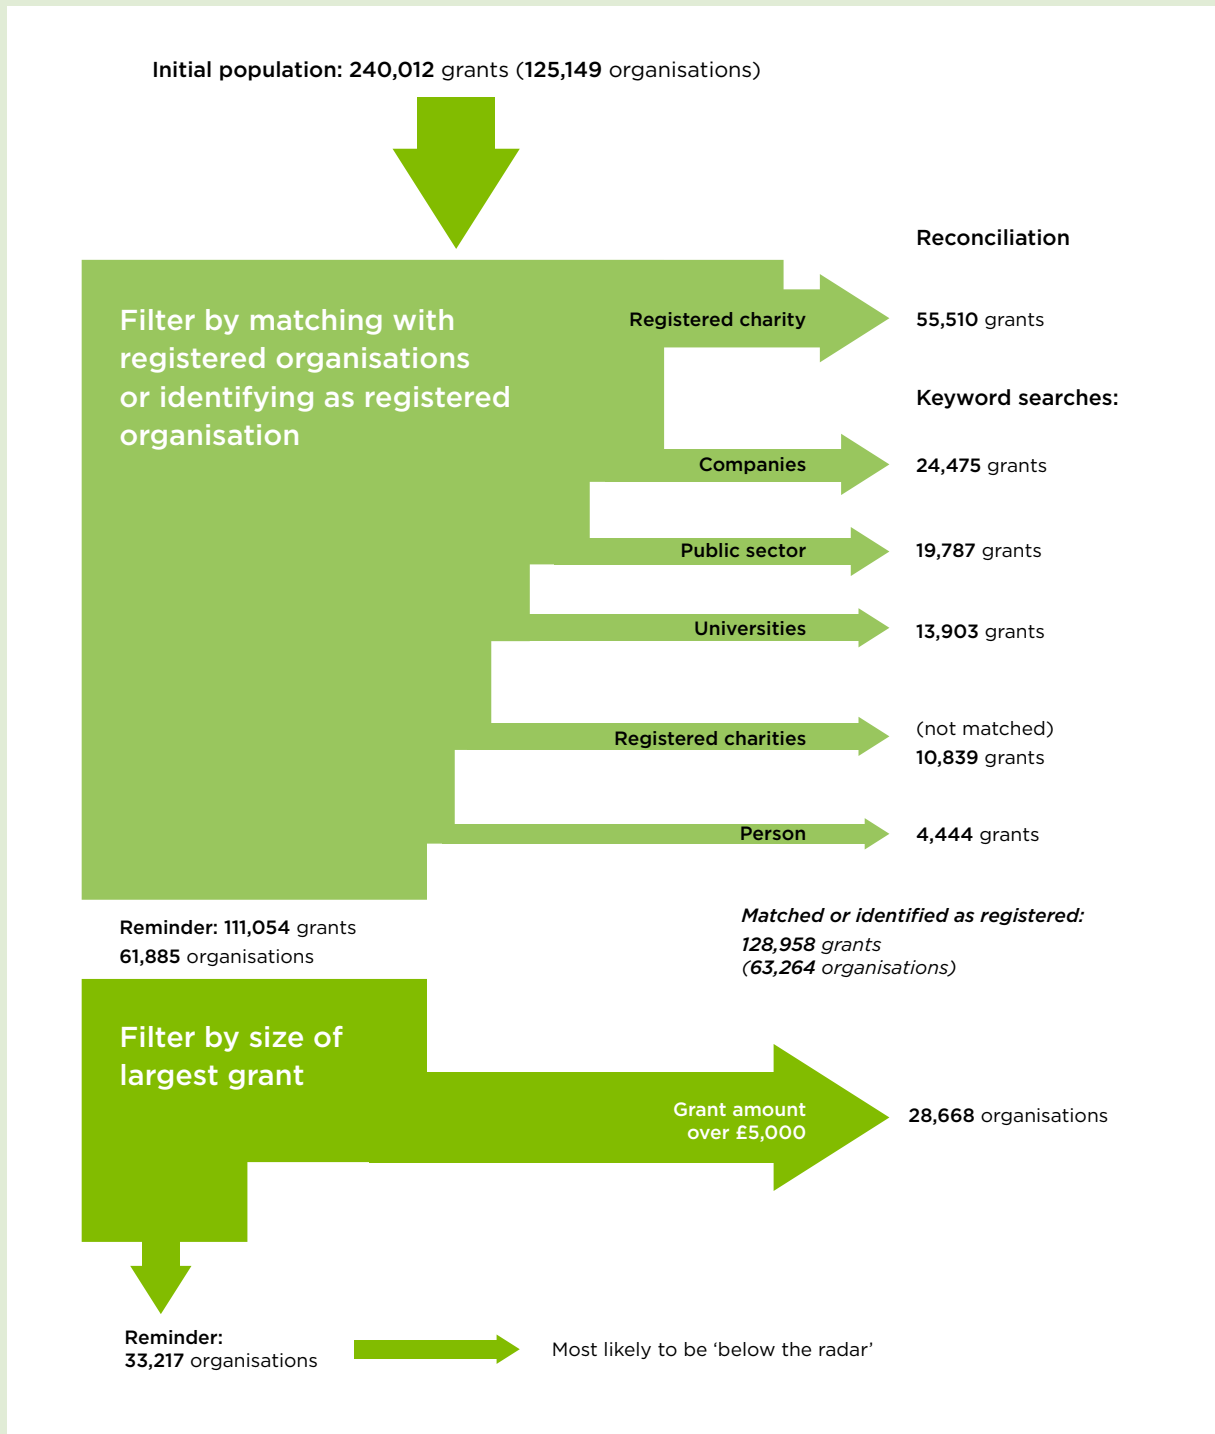 Initial population: 240,012 grants (125,149 organisations)
Reconciliation
Filter by matching with
registered organisations
or identifying as registered
organisation
Registered charity
55,510 grants
Keyword searches:
Companies
24,475 grants
Public sector
19,787 grants
Universities
13,903 grants
Registered charities
(not matched)
10,839 grants
Person
4,444 grants
Reminder: 111,054 grants
61,885 organisations
Matched or identified as registered:
128,958 grants
(63,264 organisations)
Filter by size of
largest grant
Grant amount
over £5,000
28,668 organisations
Reminder:
33,217 organisations
Most likely to be ‘below the radar’